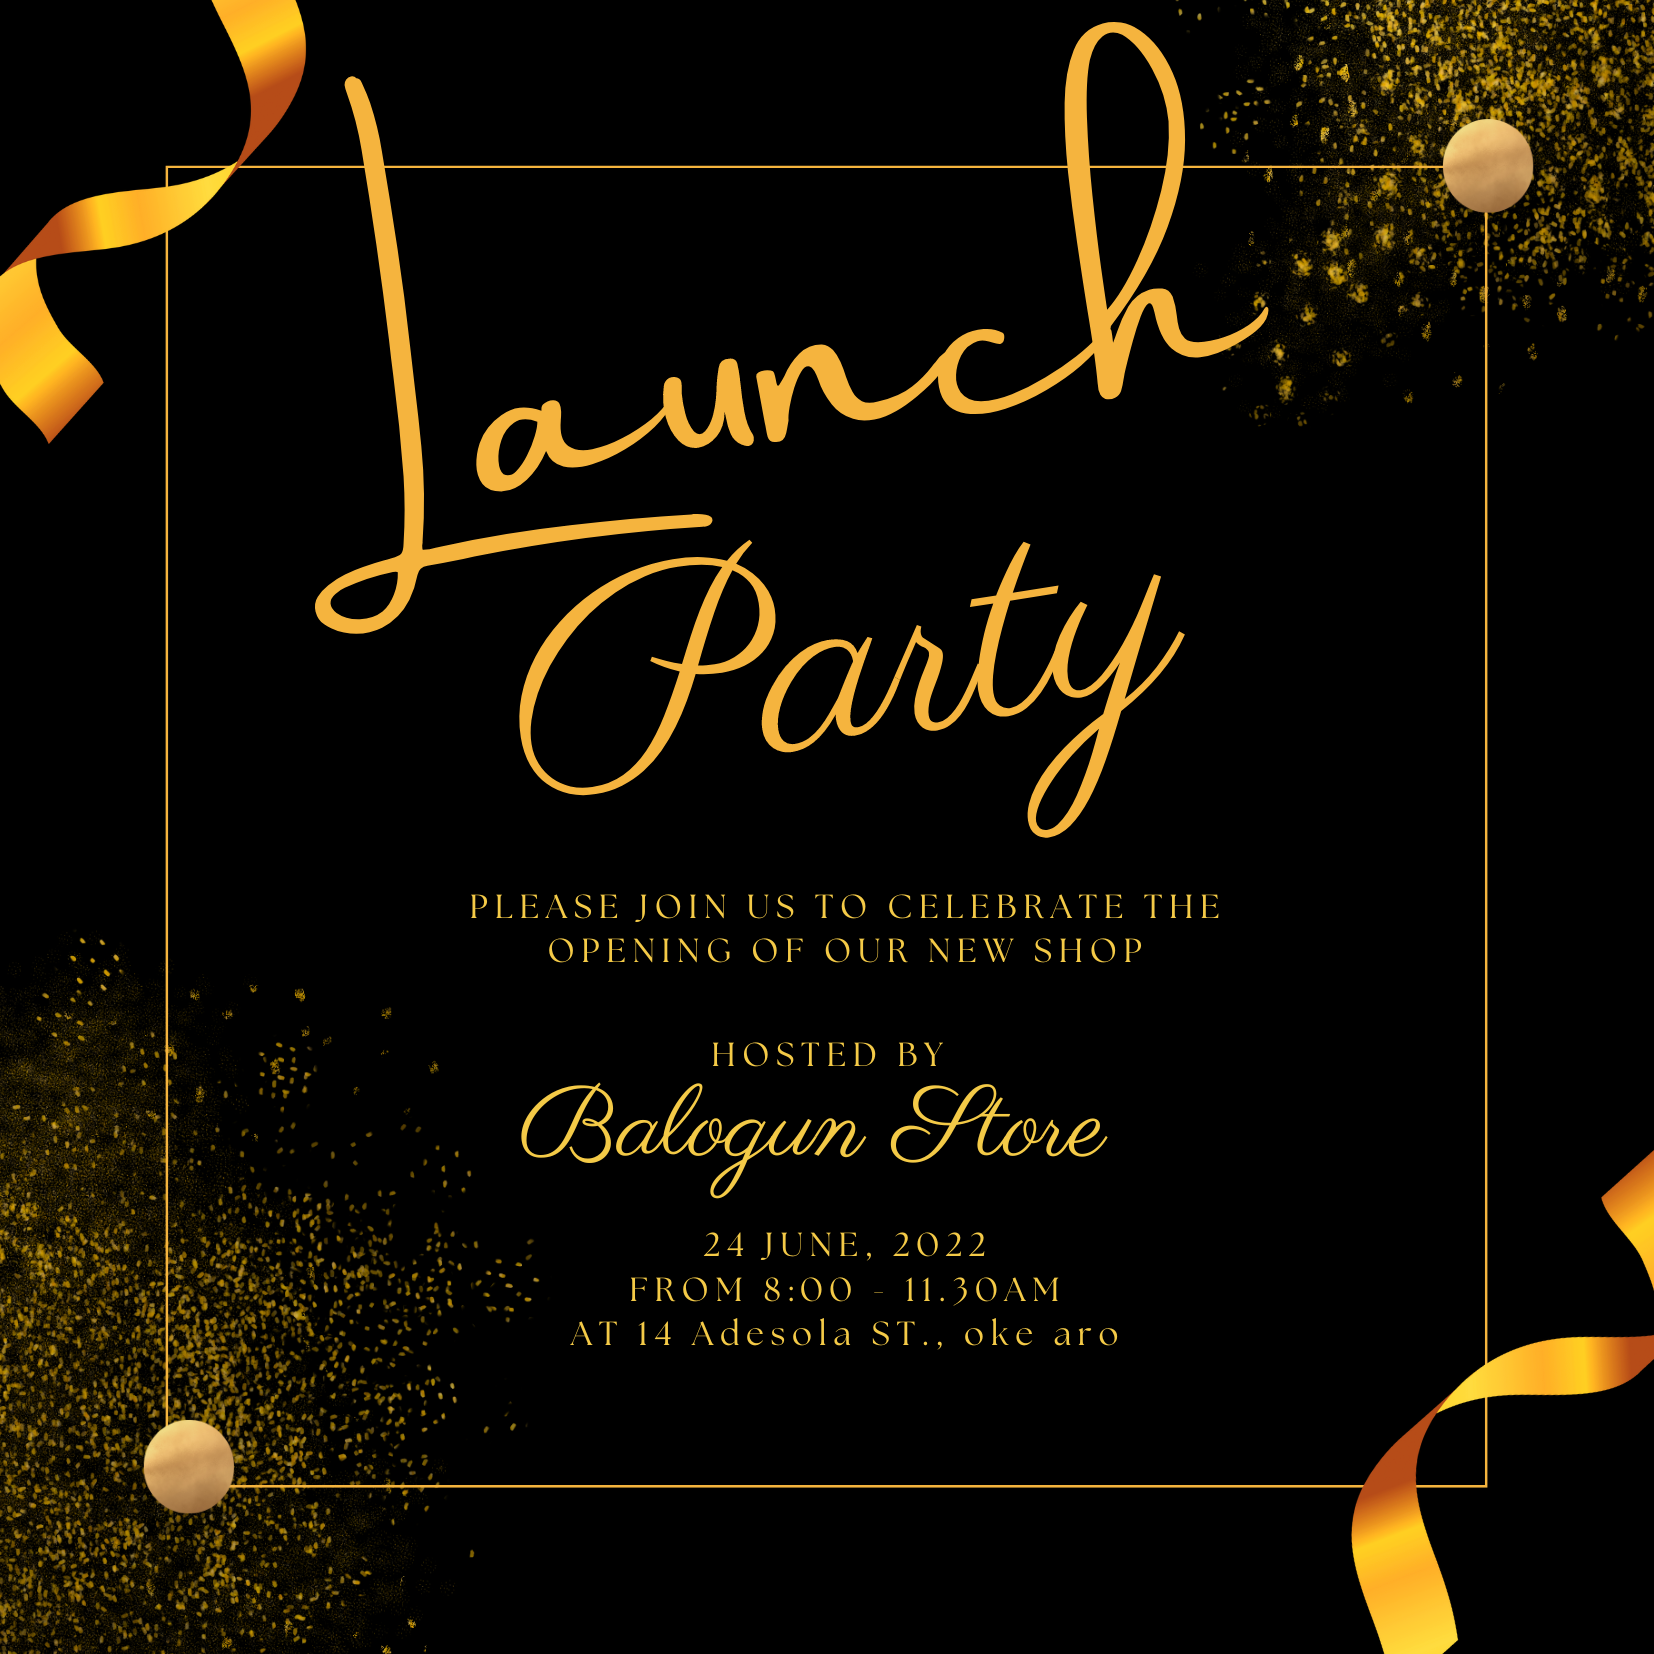 Launch
Party
PLEASE JOIN US TO CELEBRATE THE
OPENING OF OUR NEW SHOP
HOSTED BY
Balogun Store
24 JUNE, 2022
FROM 8:00 - 11.30AM
AT 14 Adesola ST., oke aro